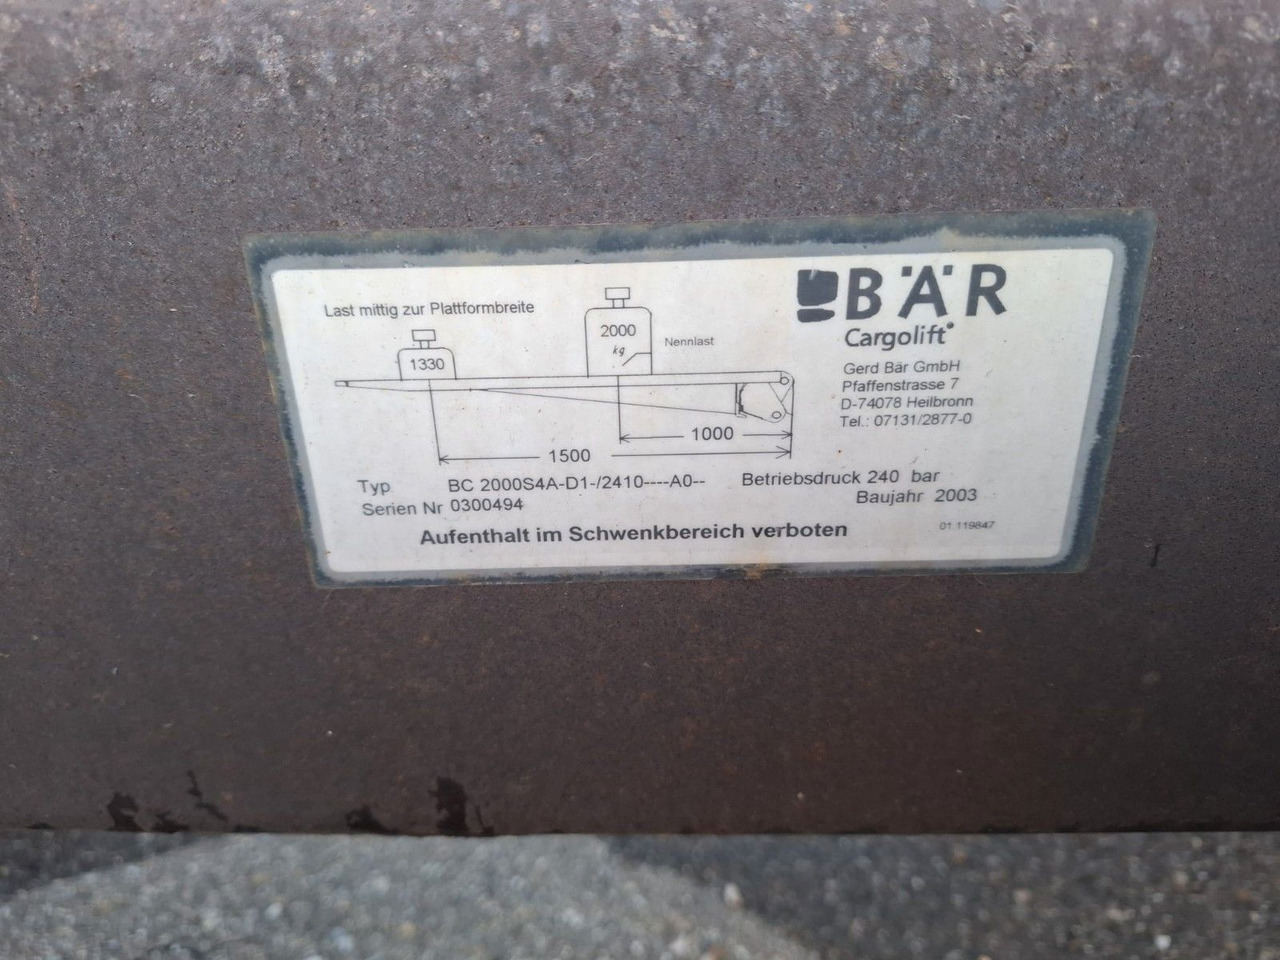 Last mittig zur Plattformbreite
1330
2000
kg
Nennlast
1000
1500
BÄR
Cargolift®
Gerd Bär GmbH
Pfaffenstrasse 7
D-74078 Heilbronn
Tel.: 07131/2877-0
Typ BC 2000S4A-D1-/2410----A0-- Betriebsdruck 240 bar
Serien Nr 0300494 Baujahr 2003
Aufenthalt im Schwenkbereich verboten
01 119847